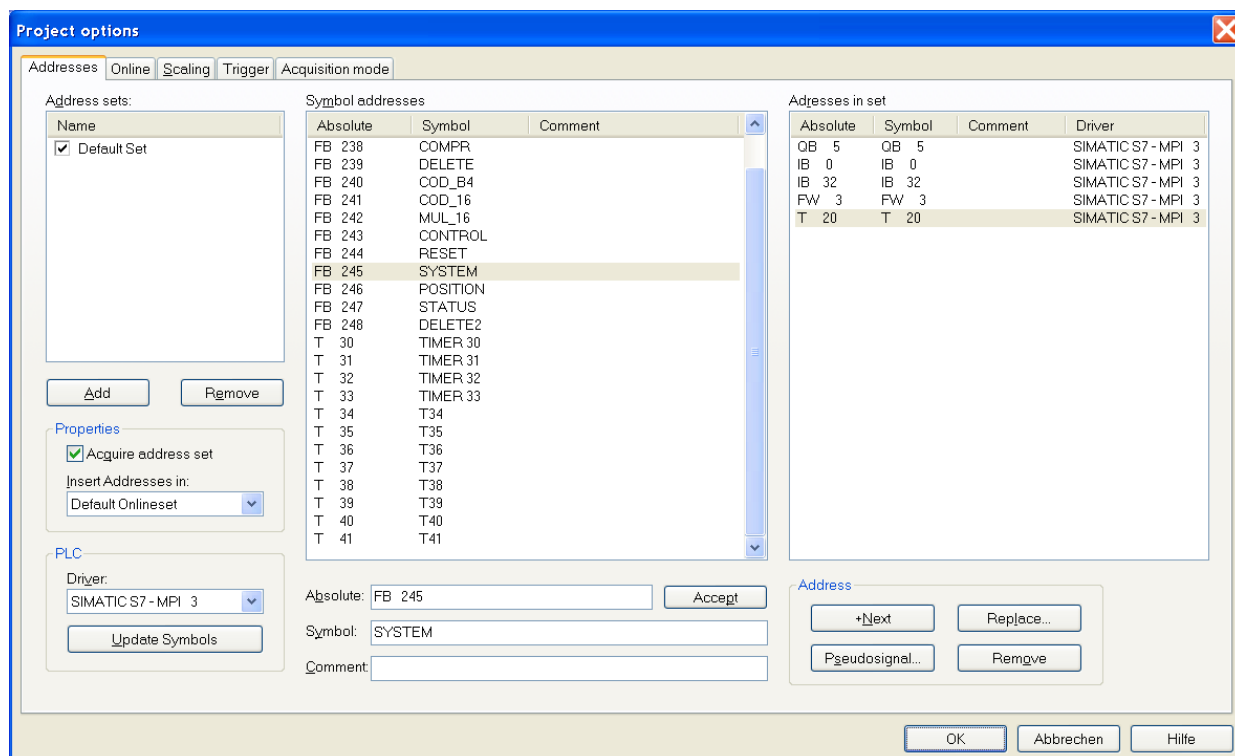 Project options
Addresses Online Scaling Trigger Acquisition mode
Address sets:
Name
Default Set
Add Remove
Properties
Acquire address set
Insert Addresses in:
Default Onlineset
PLC
Driver:
SIMATIC S7 - MPI 3
Update Symbols
Symbol addresses
Absolute Symbol Comment
FB 238 COMPR
FB 239 DELETE
FB 240 COD_B4
FB 241 COD_16
FB 242 MUL_16
FB 243 CONTROL
FB 244 RESET
FB 245 SYSTEM
FB 246 POSITION
FB 247 STATUS
FB 248 DELETE2
T 30 TIMER 30
T 31 TIMER 31
T 32 TIMER 32
T 33 TIMER 33
T 34 T34
T 35 T35
T 36 T36
T 37 T37
T 38 T38
T 39 T39
T 40 T40
T 41 T41
Absolute: FB 245 Accept
Symbol: SYSTEM
Comment:
Adresses in set
Absolute Symbol Comment Driver
QB 5 QB 5 SIMATIC S7 - MPI 3
IB 0 IB 0 SIMATIC S7 - MPI 3
IB 32 IB 32 SIMATIC S7 - MPI 3
FW 3 FW 3 SIMATIC S7 - MPI 3
T 20 T 20 SIMATIC S7 - MPI 3
Address
+Next Replace...
Pseudosignal... Remove
OK Abbrechen Hilfe